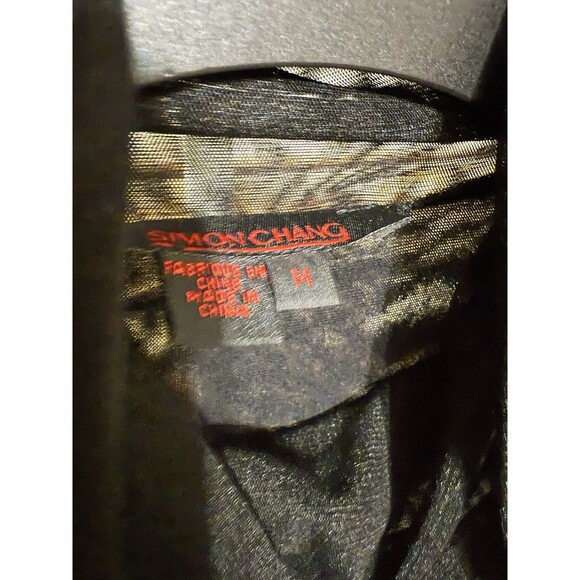 SIMON CHANG
FABRIQUE EN
CHINE
MADE IN
CHINA
M